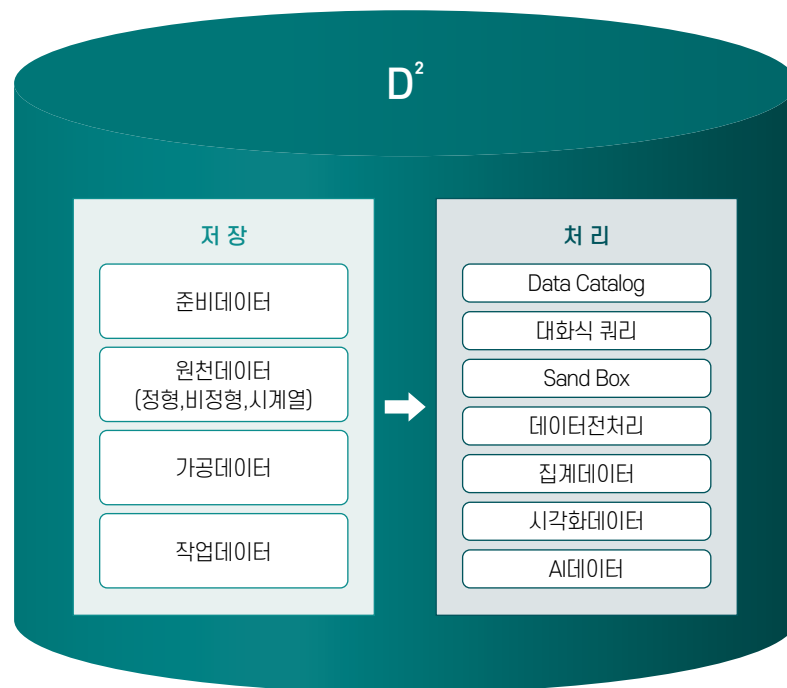 D²
저 장
준비데이터
원천데이터
(정형,비정형,시계열)
가공데이터
작업데이터
처 리
Data Catalog
대화식 쿼리
Sand Box
데이터전처리
집계데이터
시각화데이터
AI데이터